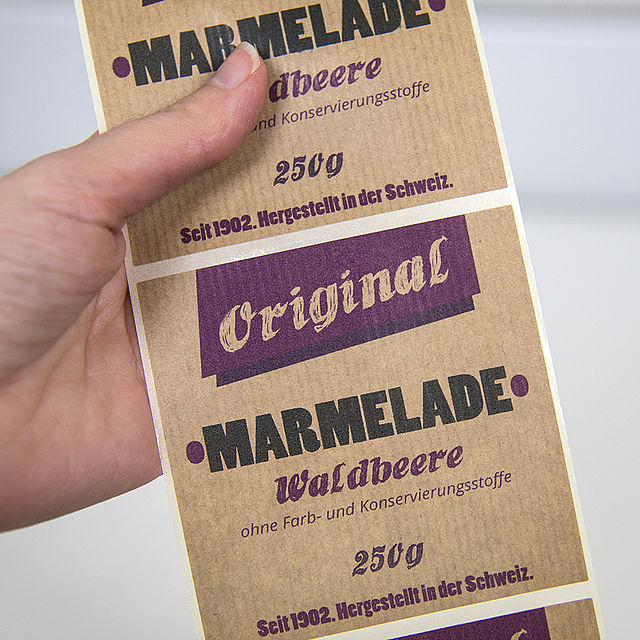 MARMELADE
dbeere
und Konservierungsstoffe
250g
Seit 1902. Hergestellt in der Schweiz.
Original
MARMELADE
Waldbeere
ohne Farb- und Konservierungsstoffe
250g
Seit 1902. Hergestellt in der Schweiz.